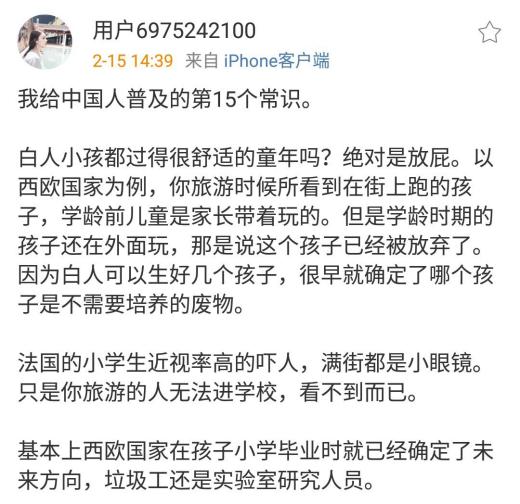 用户6975242100
2-15 14:39 来自 iPhone客户端
我给中国人普及的第15个常识。
白人小孩都过得很舒适的童年吗？绝对是放屁。以
西欧国家为例，你旅游时候所看到在街上跑的孩
子，学龄前儿童是家长带着玩的。但是学龄时期的
孩子还在外面玩，那是说这个孩子已经被放弃了。
因为白人可以生好几个孩子，很早就确定了哪个孩
子是不需要培养的废物。
法国的小学生近视率高的吓人，满街都是小眼镜。
只是你旅游的人无法进学校，看不到而已。
基本上西欧国家在孩子小学毕业时就已经确定了未
来方向，垃圾工还是实验室研究人员。